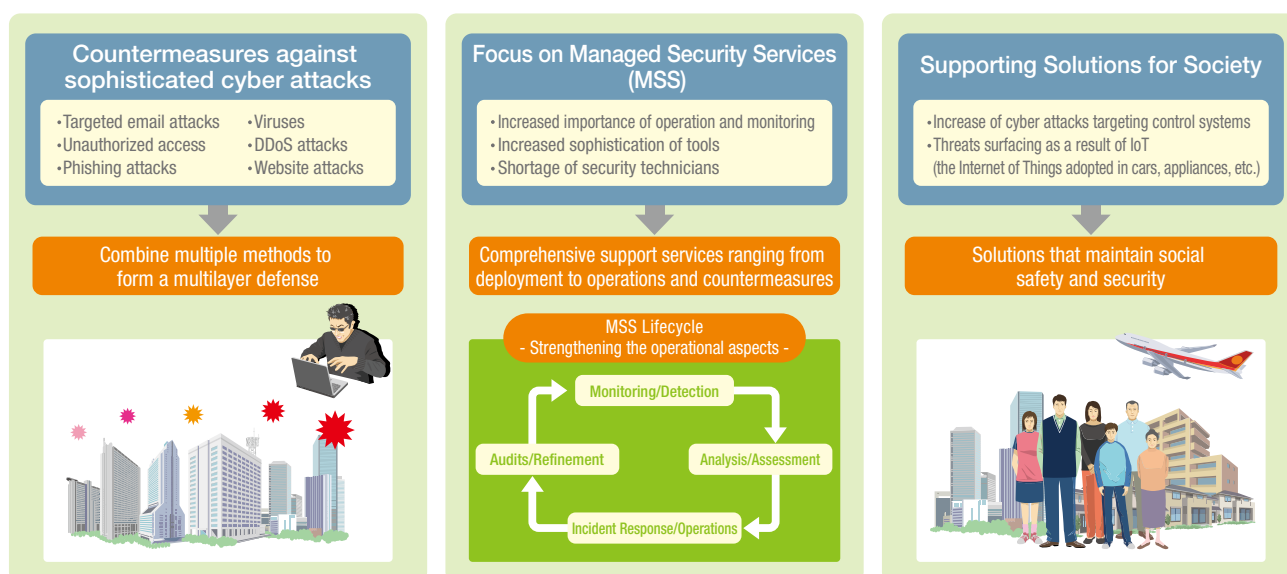 Countermeasures against
sophisticated cyber attacks
•Targeted email attacks
•Unauthorized access
•Phishing attacks
•Viruses
•DDoS attacks
•Website attacks
Combine multiple methods to
form a multilayer defense
Focus on Managed Security Services
(MSS)
•Increased importance of operation and monitoring
•Increased sophistication of tools
•Shortage of security technicians
Comprehensive support services ranging from
deployment to operations and countermeasures
MSS Lifecycle
- Strengthening the operational aspects -
Monitoring/Detection
Audits/Refinement
Analysis/Assessment
Incident Response/Operations
Supporting Solutions for Society
•Increase of cyber attacks targeting control systems
•Threats surfacing as a result of IoT
(the Internet of Things adopted in cars, appliances, etc.)
Solutions that maintain social
safety and security